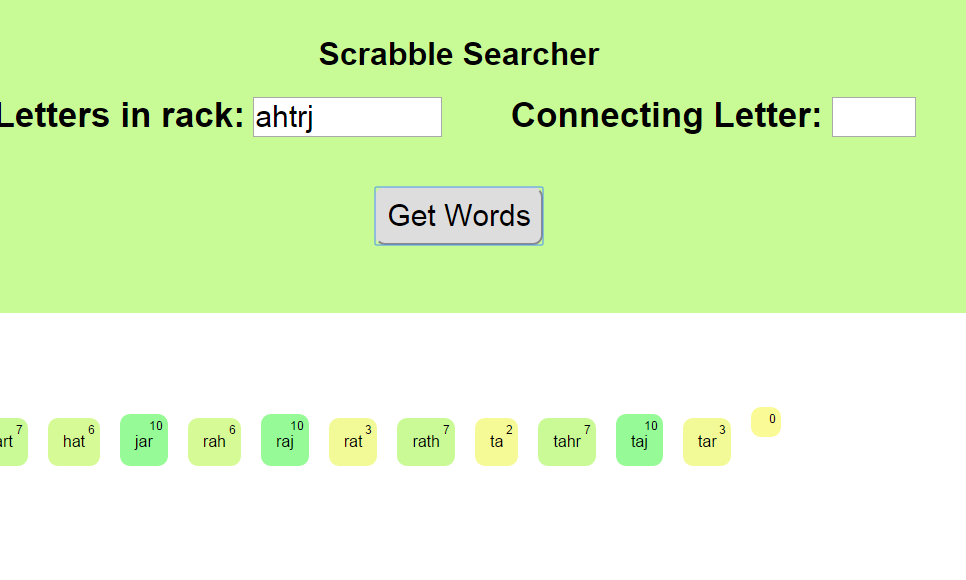 Scrabble Searcher
Letters in rack: ahtrj Connecting Letter:
Get Words
art 7 hat 6 jar 10 rah 6 raj 10 rat 3 rath 7 ta 2 tahr 7 taj 10 tar 3 0